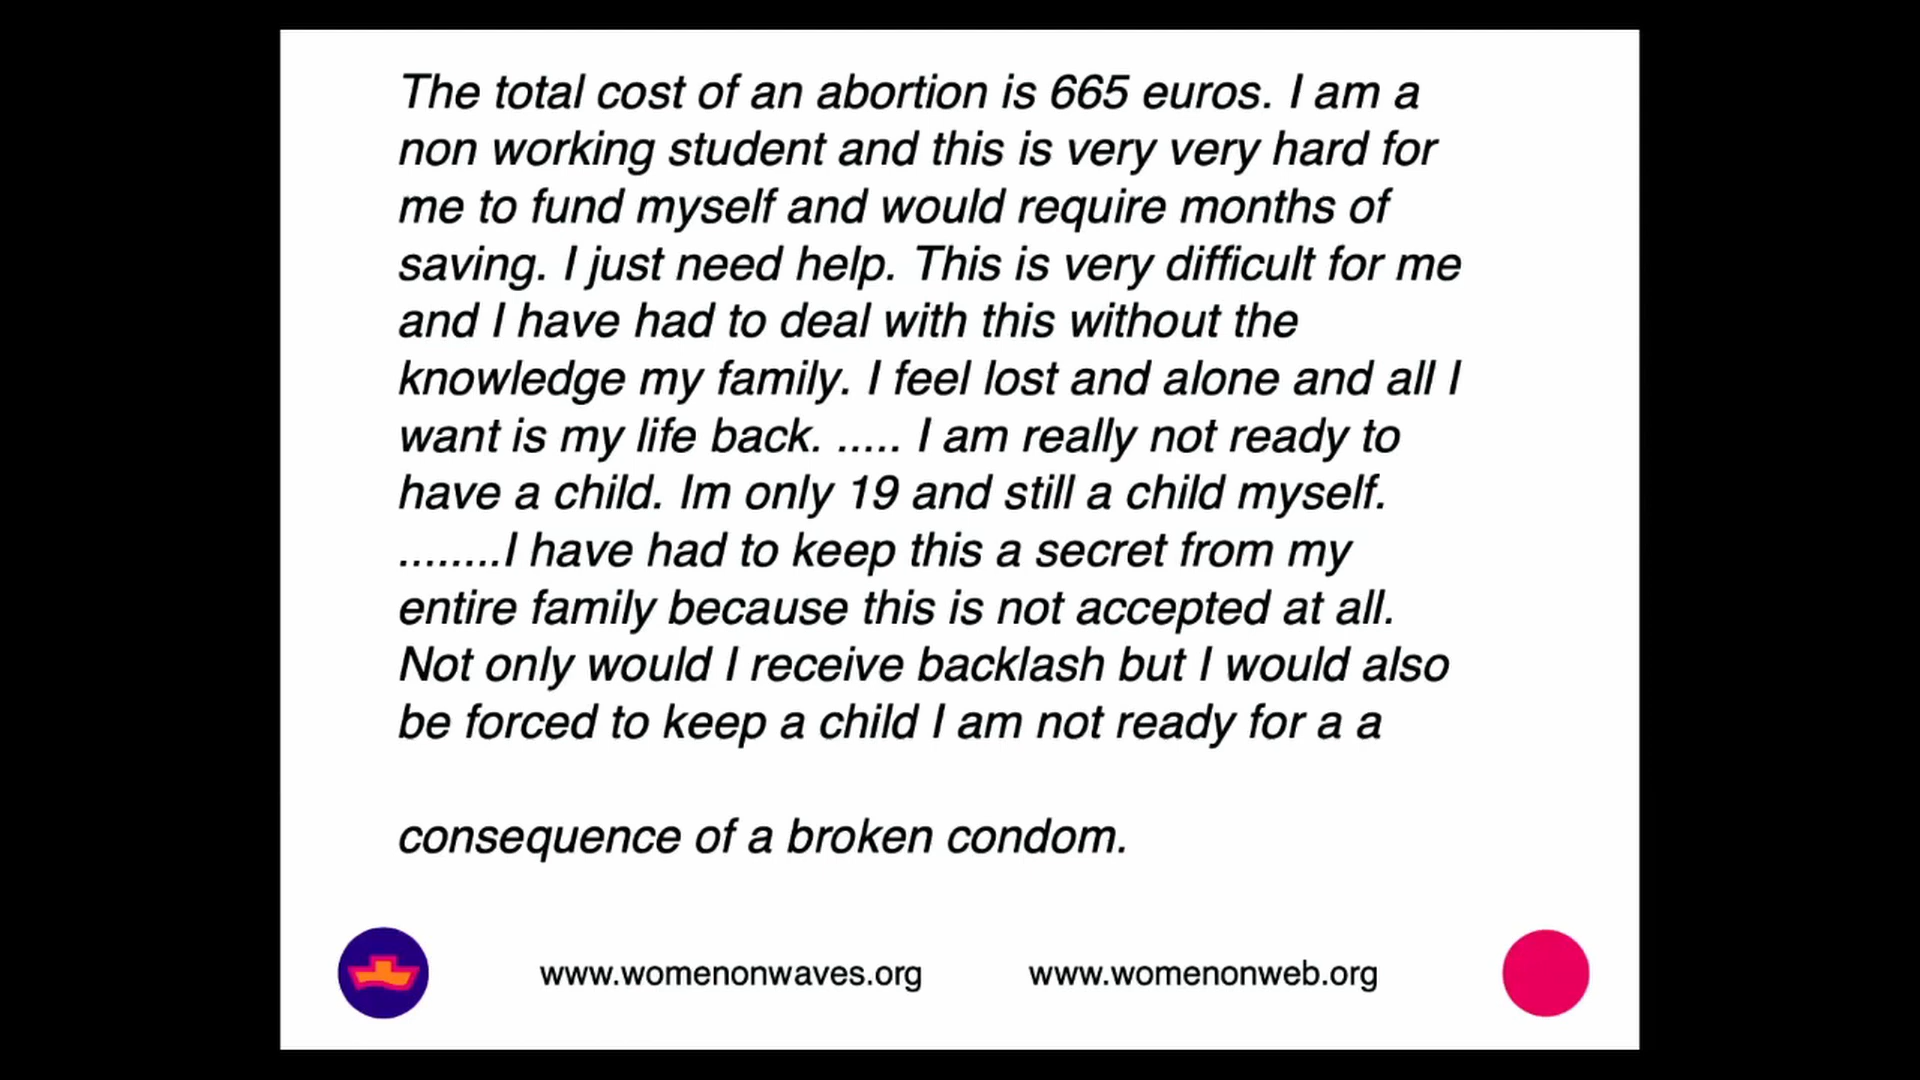 The total cost of an abortion is 665 euros. I am a
non working student and this is very very hard for
me to fund myself and would require months of
saving. I just need help. This is very difficult for me
and I have had to deal with this without the
knowledge my family. I feel lost and alone and all I
want is my life back. ..... I am really not ready to
have a child. Im only 19 and still a child myself.
........I have had to keep this a secret from my
entire family because this is not accepted at all.
Not only would I receive backlash but I would also
be forced to keep a child I am not ready for a a
consequence of a broken condom.
www.womenonwaves.org www.womenonweb.org